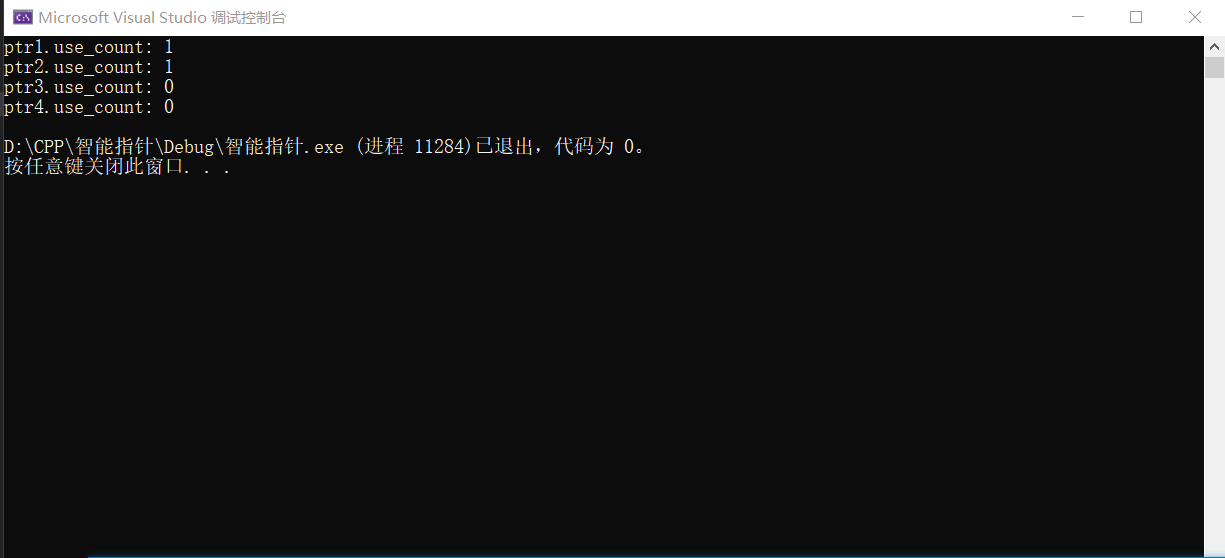 Microsoft Visual Studio 调试控制台
ptr1.use_count: 1
ptr2.use_count: 1
ptr3.use_count: 0
ptr4.use_count: 0
D:\CPP\智能指针\Debug\智能指针.exe (进程 11284)已退出，代码为 0。
按任意键关闭此窗口. . .